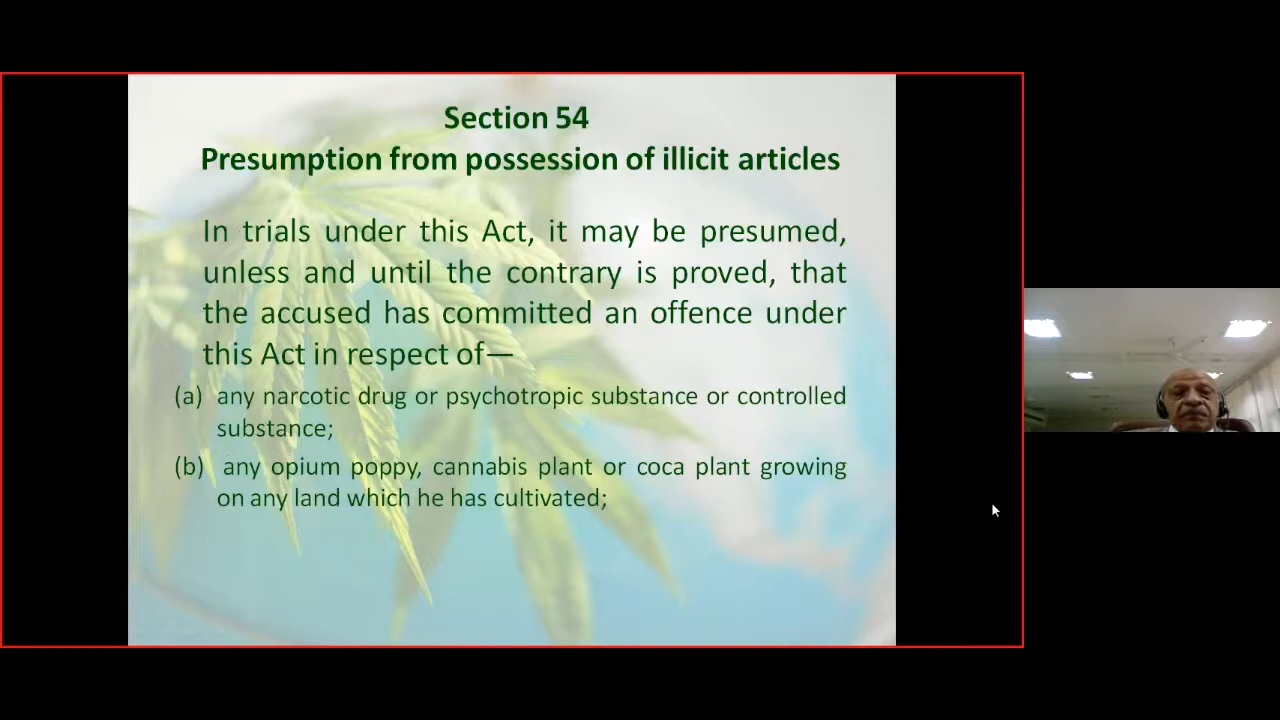 Section 54
Presumption from possession of illicit articles
In trials under this Act, it may be presumed,
unless and until the contrary is proved, that
the accused has committed an offence under
this Act in respect of—
(a) any narcotic drug or psychotropic substance or controlled
substance;
(b) any opium poppy, cannabis plant or coca plant growing
on any land which he has cultivated;